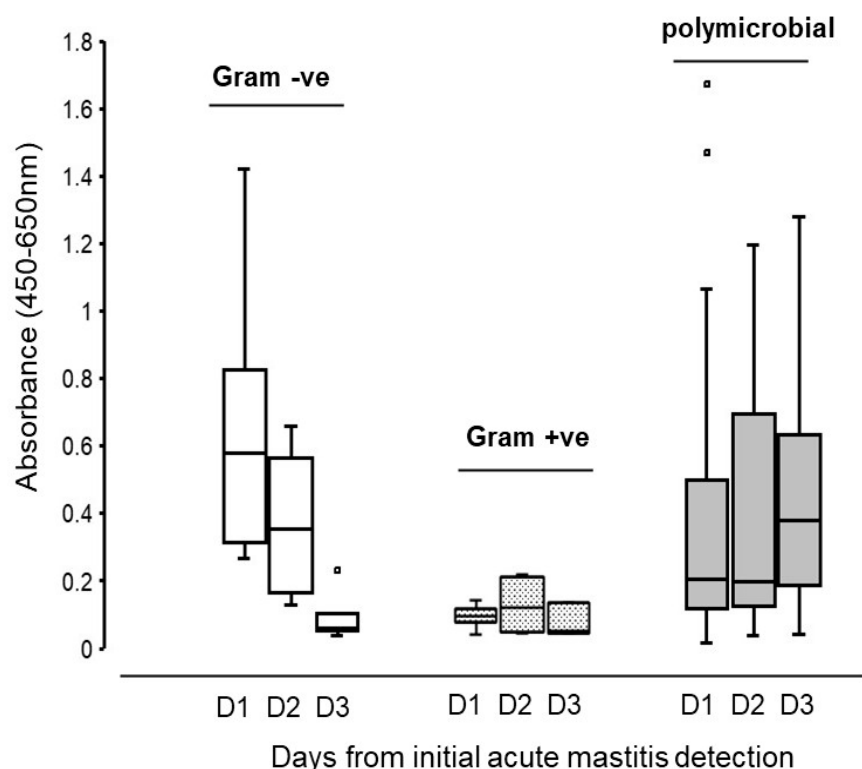 polymicrobial
Gram -ve
Gram +ve
Absorbance (450-650nm)
1.8
1.6
1.4
1.2
1
0.8
0.6
0.4
0.2
0
D1 D2 D3 D1 D2 D3 D1 D2 D3
Days from initial acute mastitis detection